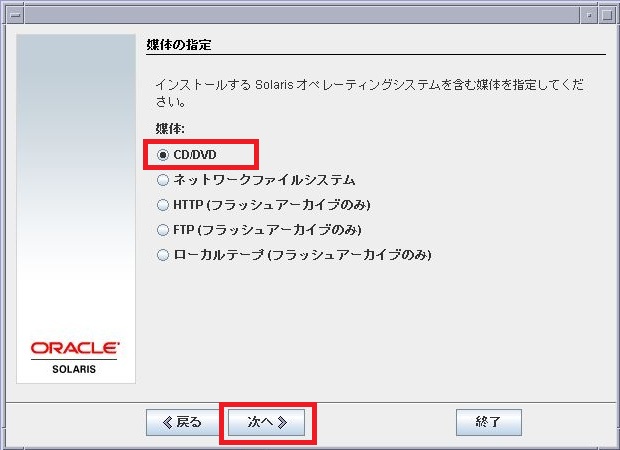 媒体の指定
インストールする Solaris オペレーティングシステムを含む媒体を指定してくだ
さい。
媒体:
CD/DVD
ネットワークファイルシステム
HTTP (フラッシュアーカイブのみ)
FTP (フラッシュアーカイブのみ)
ローカルテープ (フラッシュアーカイブのみ)
ORACLE
SOLARIS
戻る 次へ 終了